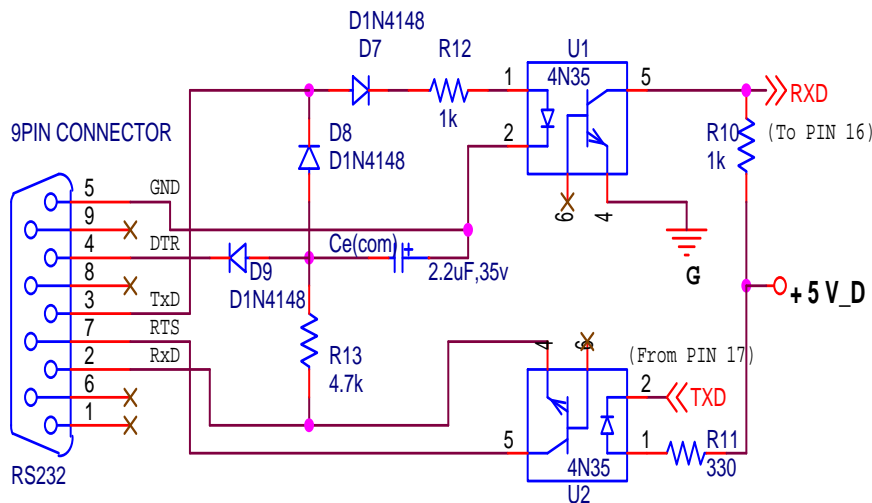 D1N4148
D7
R12
1k
U1
4N35
1
2
5
6
4
RXD
(To PIN 16)
R10
1k
9PIN CONNECTOR
D8
D1N4148
5
GND
9
4
DTR
8
3
TxD
7
RTS
2
RxD
6
1
RS232
D9
D1N4148
Ce(com)
+
2.2uF,35v
G
+ 5 V_D
R13
4.7k
4
6
(From PIN 17)
2
TXD
5
1
R11
330
4N35
U2